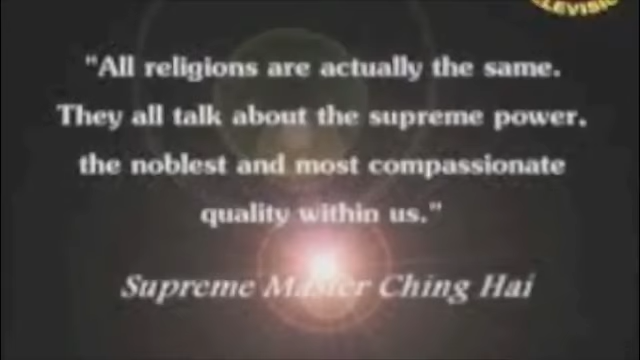 TELEVISIO
"All religions are actually the same.
They all talk about the supreme power,
the noblest and most compassionate
quality within us."
Supreme Master Ching Hai